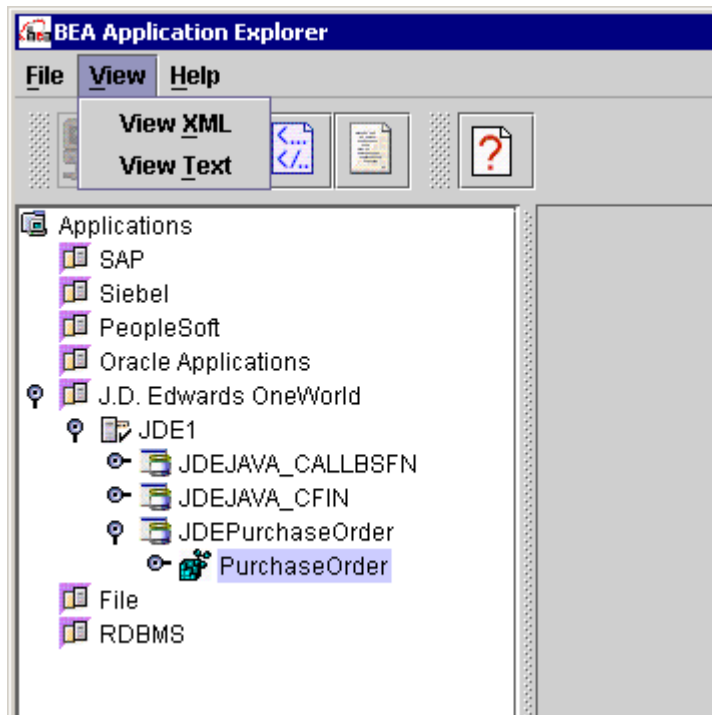 BEA Application Explorer
File View Help
View XML
View Text
<...
</..
?
Applications
SAP
Siebel
PeopleSoft
Oracle Applications
J.D. Edwards OneWorld
JDE1
JDEJAVA_CALLBSFN
JDEJAVA_CFIN
JDEPurchaseOrder
PurchaseOrder
File
RDBMS